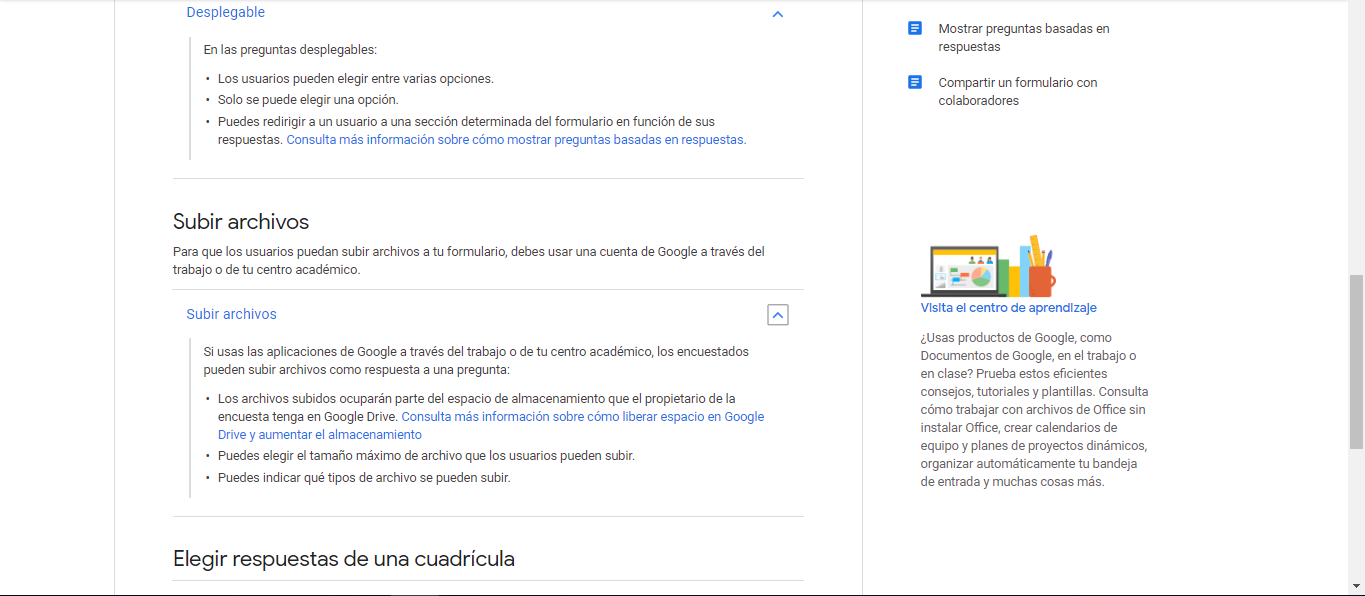 Desplegable
En las preguntas desplegables:
• Los usuarios pueden elegir entre varias opciones.
• Solo se puede elegir una opción.
• Puedes redirigir a un usuario a una sección determinada del formulario en función de sus
respuestas. Consulta más información sobre cómo mostrar preguntas basadas en respuestas.
Subir archivos
Para que los usuarios puedan subir archivos a tu formulario, debes usar una cuenta de Google a través del
trabajo o de tu centro académico.
Subir archivos
Si usas las aplicaciones de Google a través del trabajo o de tu centro académico, los encuestados
pueden subir archivos como respuesta a una pregunta:
• Los archivos subidos ocuparán parte del espacio de almacenamiento que el propietario de la
encuesta tenga en Google Drive. Consulta más información sobre cómo liberar espacio en Google
Drive y aumentar el almacenamiento
• Puedes elegir el tamaño máximo de archivo que los usuarios pueden subir.
• Puedes indicar qué tipos de archivo se pueden subir.
Elegir respuestas de una cuadrícula
Mostrar preguntas basadas en
respuestas
Compartir un formulario con
colaboradores
Visita el centro de aprendizaje
¿Usas productos de Google, como
Documentos de Google, en el trabajo o
en clase? Prueba estos eficientes
consejos, tutoriales y plantillas. Consulta
cómo trabajar con archivos de Office sin
instalar Office, crear calendarios de
equipo y planes de proyectos dinámicos,
organizar automáticamente tu bandeja
de entrada y muchas cosas más.